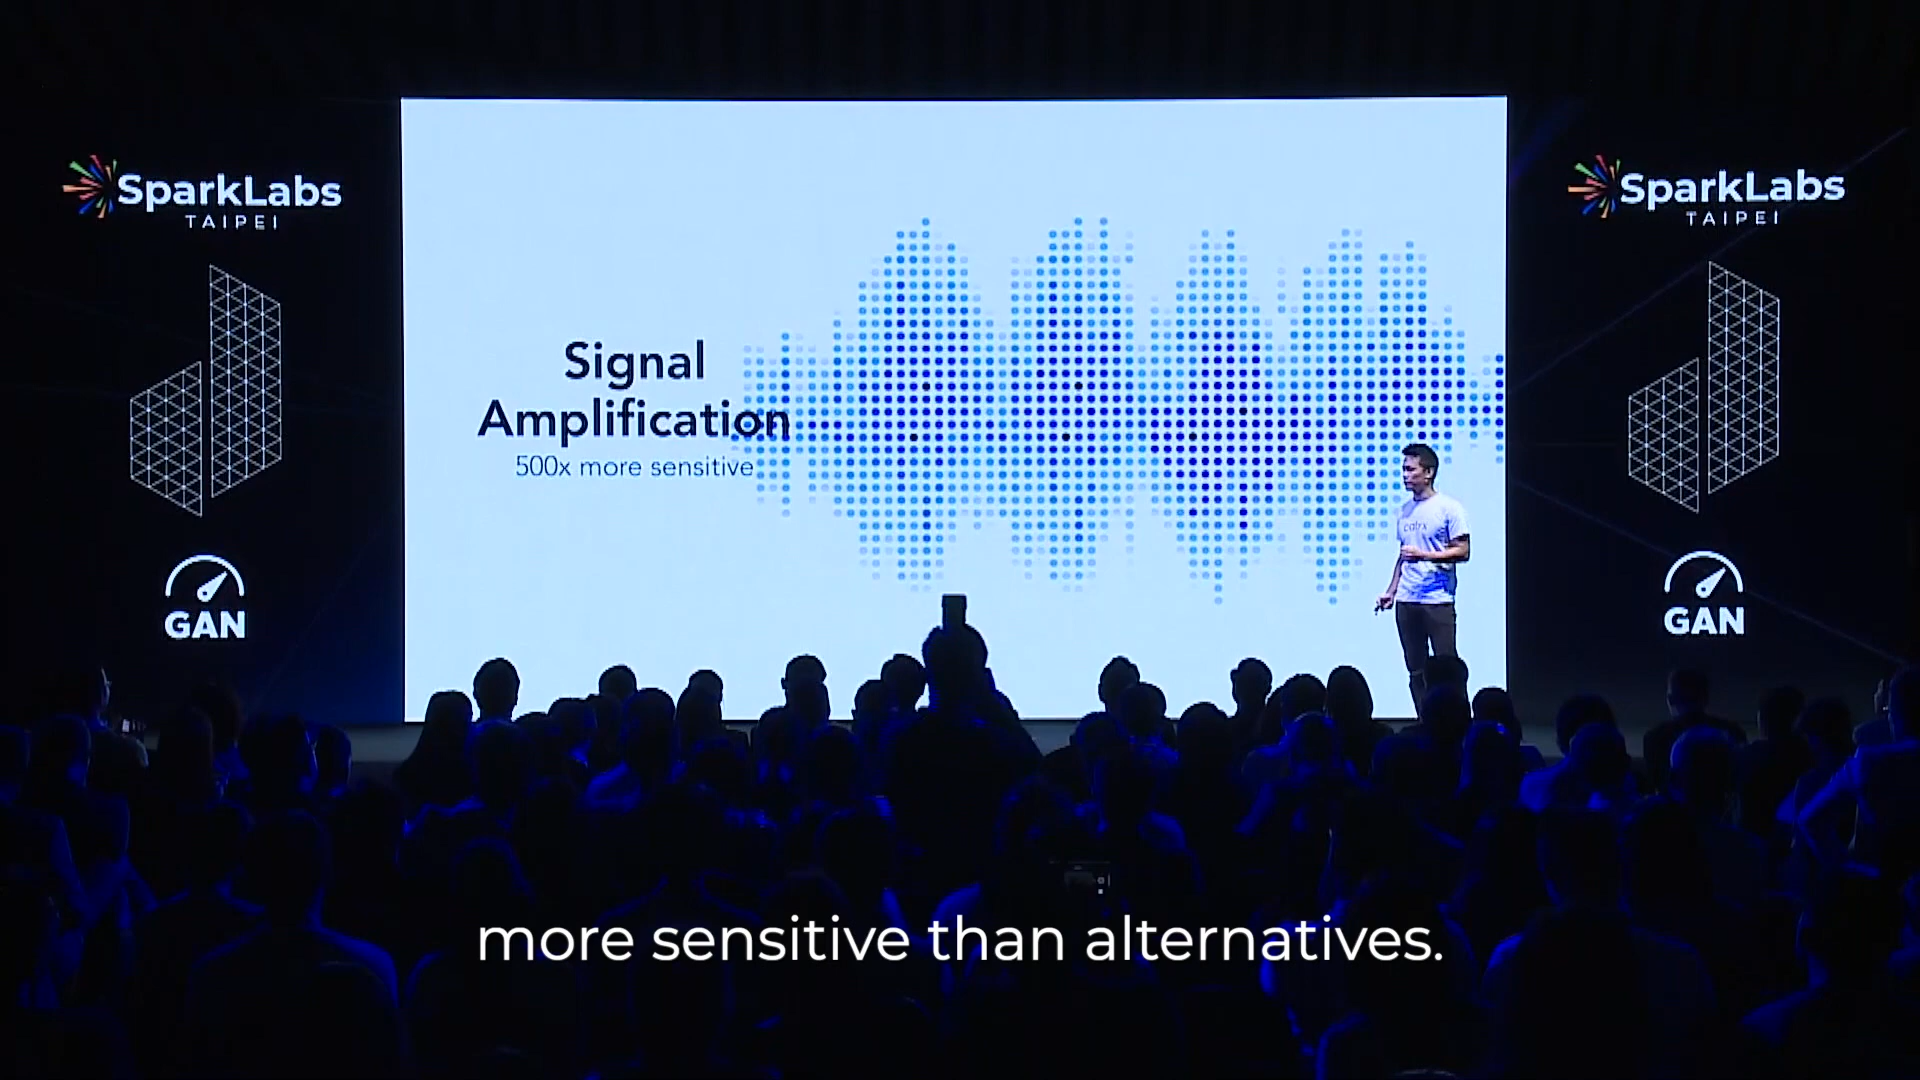 SparkLabs
TAIPEI
GAN
Signal
Amplification
500x more sensitive
SparkLabs
TAIPEI
GAN
more sensitive than alternatives.